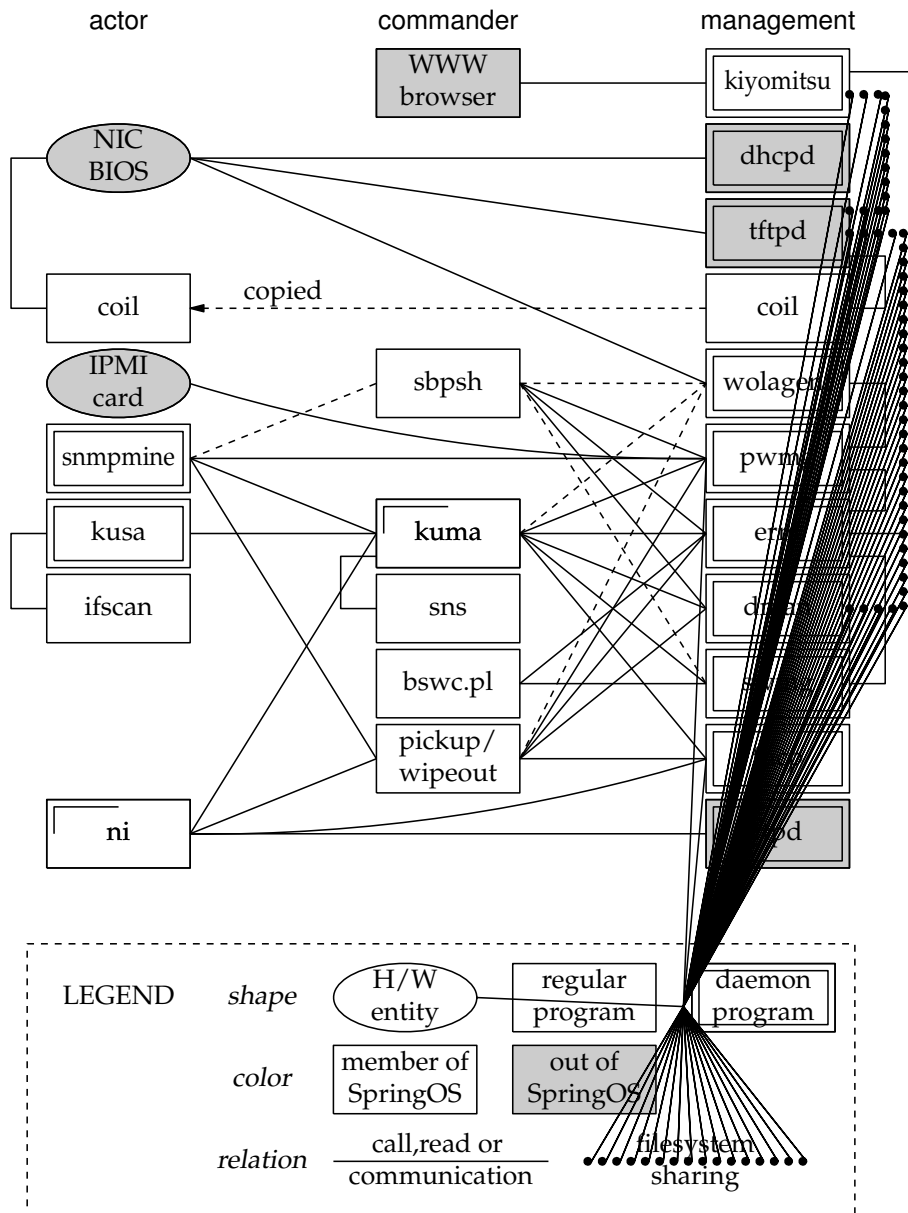 actor commander management
WWW
browser
kiyomitsu
NIC
BIOS
dhcpd
tftpd
coil
copied
coil
IPMI
card
sbpsh
snmpmine
kusa
kuma
ifscan
sns
bswc.pl
pickup/
wipeout
ni
LEGEND
shape
H/W
entity
regular
program
daemon
program
color
member of
SpringOS
out of
SpringOS
relation
call,read or
communication
filesystem
sharing